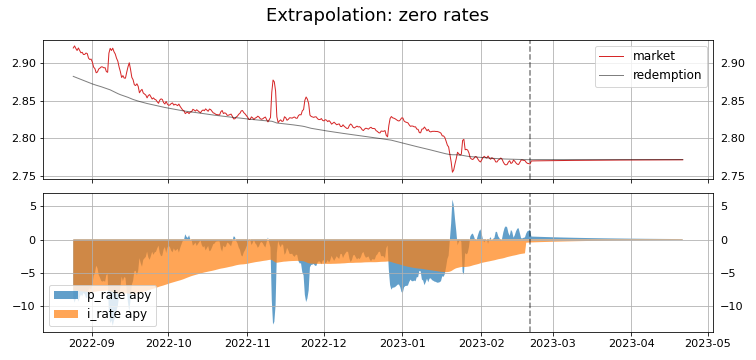 Extrapolation: zero rates
2.90 2.90
2.85 2.85
2.80 2.80
2.75 2.75
market
redemption
5 5
0 0
−5 −5
−10 −10
p_rate apy
i_rate apy
2022-09 2022-10 2022-11 2022-12 2023-01 2023-02 2023-03 2023-04 2023-05